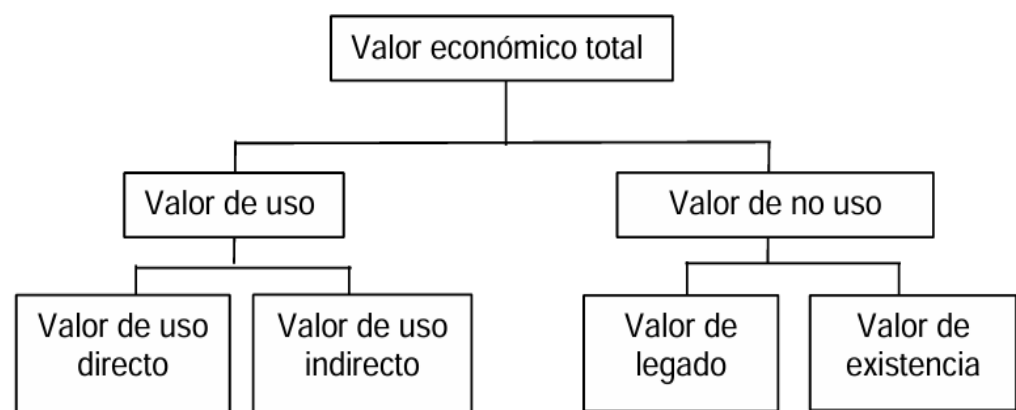 Valor económico total
Valor de uso
Valor de no uso
Valor de uso
directo
Valor de uso
indirecto
Valor de
legado
Valor de
existencia